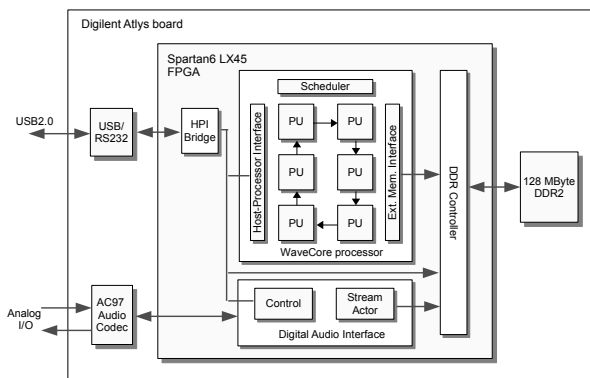 Digilent Atlys board
Spartan6 LX45
FPGA
Scheduler
USB2.0
USB/
RS232
HPI
Bridge
Host-Processor Interface
PU
PU
PU
PU
PU
PU
Ext. Mem. Interface
WaveCore processor
DDR Controller
128 MByte
DDR2
Analog
I/O
AC97
Audio
Codec
Control
Stream
Actor
Digital Audio Interface